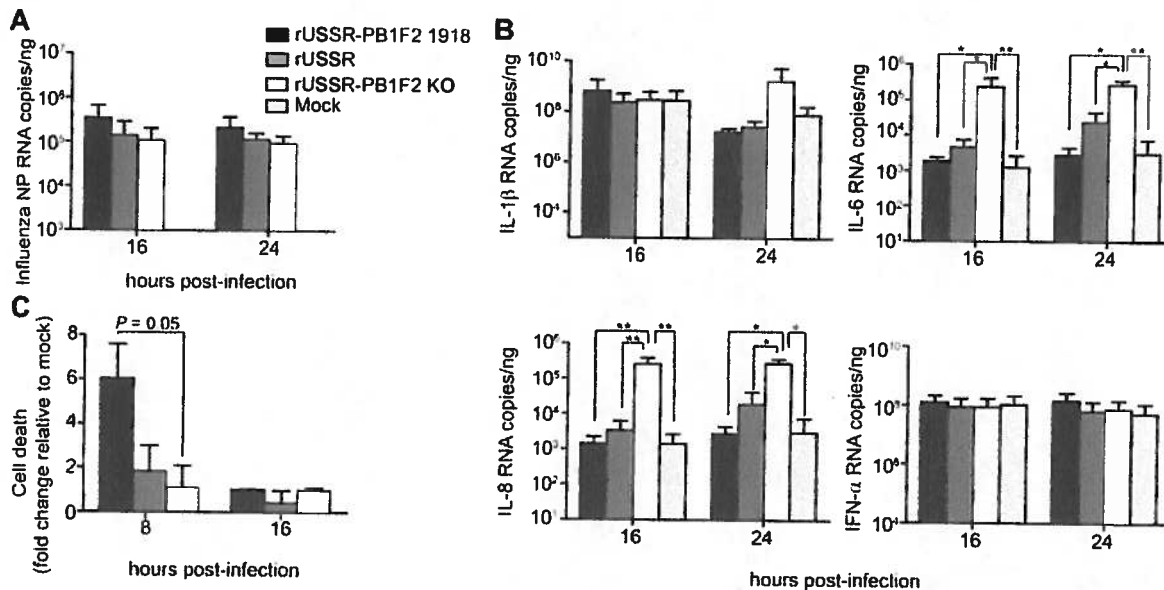 A
Influenza NP RNA copies/ng
10⁷
10⁶
10⁵
10⁴
10³
16
24
hours post-infection
rUSSR-PB1F2 1918
rUSSR
rUSSR-PB1F2 KO
Mock
B
IL-1β RNA copies/ng
10¹⁰
10⁸
10⁶
10⁴
16
24
IL-6 RNA copies/ng
10⁶
10⁵
10⁴
10³
10²
10¹
* * **
* * **
16
24
C
Cell death
(fold change relative to mock)
8
6
4
2
0
P = 0.05
8
16
hours post-infection
IL-8 RNA copies/ng
10⁶
10⁵
10⁴
10³
10²
10¹
** ** **
* * *
16
24
IFN-α RNA copies/ng
10¹⁰
10⁴
16
24
hours post-infection